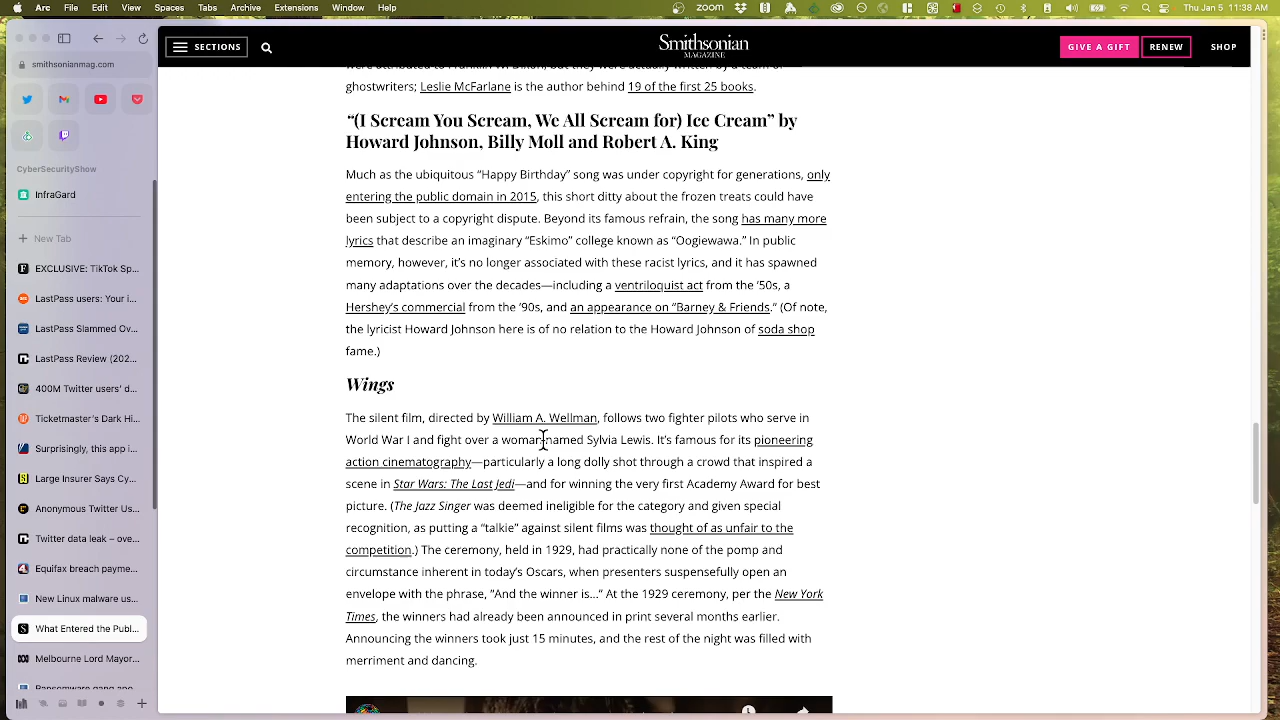 Arc File Edit View Spaces Tabs Archive Extensions Window Help
Thu Jan 5 11:38 AM
SECTIONS
Smithsonian
MAGAZINE
GIVE A GIFT
RENEW
SHOP
CyberSecurityShow
New Tab
EXCLUSIVE: TikTok Sp...
LastPass users: Your i...
LastPass Slimmed Ov...
400M Twitter users' d...
Ticketmaster's Dark Hi...
Surprisingly, Russia's...
Large Insurer Says Cy...
Anonymous Twitter Us...
Twitter data leak – ove...
Equifax breach payme...
New Linux malware us...
What Entered the Publ...
Melbourne House Par...
ghostwriters; Leslie McFarlane is the author behind 19 of the first 25 books.
“(I Scream You Scream, We All Scream for) Ice Cream” by
Howard Johnson, Billy Moll and Robert A. King
Much as the ubiquitous “Happy Birthday” song was under copyright for generations, only
entering the public domain in 2015, this short ditty about the frozen treats could have
been subject to a copyright dispute. Beyond its famous refrain, the song has many more
lyrics that describe an imaginary “Eskimo” college known as “Oogiewawa.” In public
memory, however, it’s no longer associated with these racist lyrics, and it has spawned
many adaptations over the decades—including a ventriloquist act from the ’50s, a
Hershey’s commercial from the ’90s, and an appearance on “Barney & Friends.” (Of note,
the lyricist Howard Johnson here is of no relation to the Howard Johnson of soda shop
fame.)
Wings
The silent film, directed by William A. Wellman, follows two fighter pilots who serve in
World War I and fight over a woman named Sylvia Lewis. It’s famous for its pioneering
action cinematography—particularly a long dolly shot through a crowd that inspired a
scene in Star Wars: The Last Jedi—and for winning the very first Academy Award for best
picture. (The Jazz Singer was deemed ineligible for the category and given special
recognition, as putting a “talkie” against silent films was thought of as unfair to the
competition.) The ceremony, held in 1929, had practically none of the pomp and
circumstance inherent in today’s Oscars, when presenters suspensefully open an
envelope with the phrase, “And the winner is…” At the 1929 ceremony, per the New York
Times, the winners had already been announced in print several months earlier.
Announcing the winners took just 15 minutes, and the rest of the night was filled with
merriment and dancing.